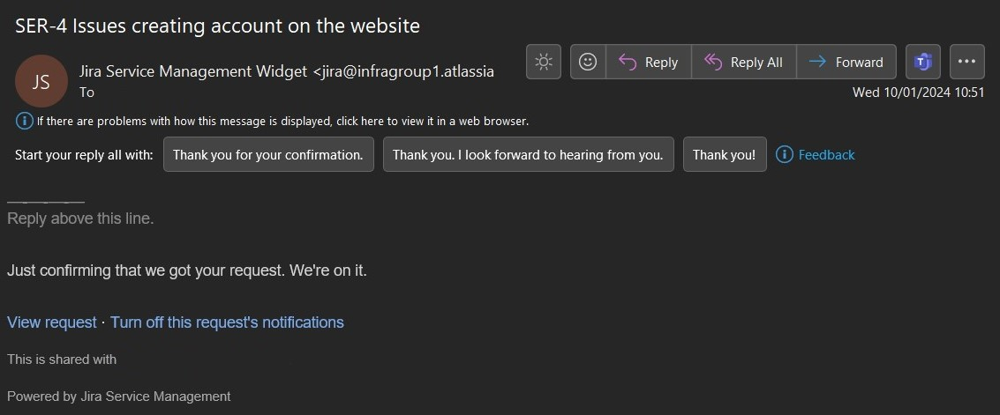 SER-4 Issues creating account on the website
JS
Jira Service Management Widget <jira@infragroup1.atlassia
To
Reply
Reply All
Forward
Wed 10/01/2024 10:51
If there are problems with how this message is displayed, click here to view it in a web browser.
Start your reply all with: Thank you for your confirmation. Thank you. I look forward to hearing from you. Thank you! Feedback
Reply above this line.
Just confirming that we got your request. We're on it.
View request · Turn off this request's notifications
This is shared with
Powered by Jira Service Management